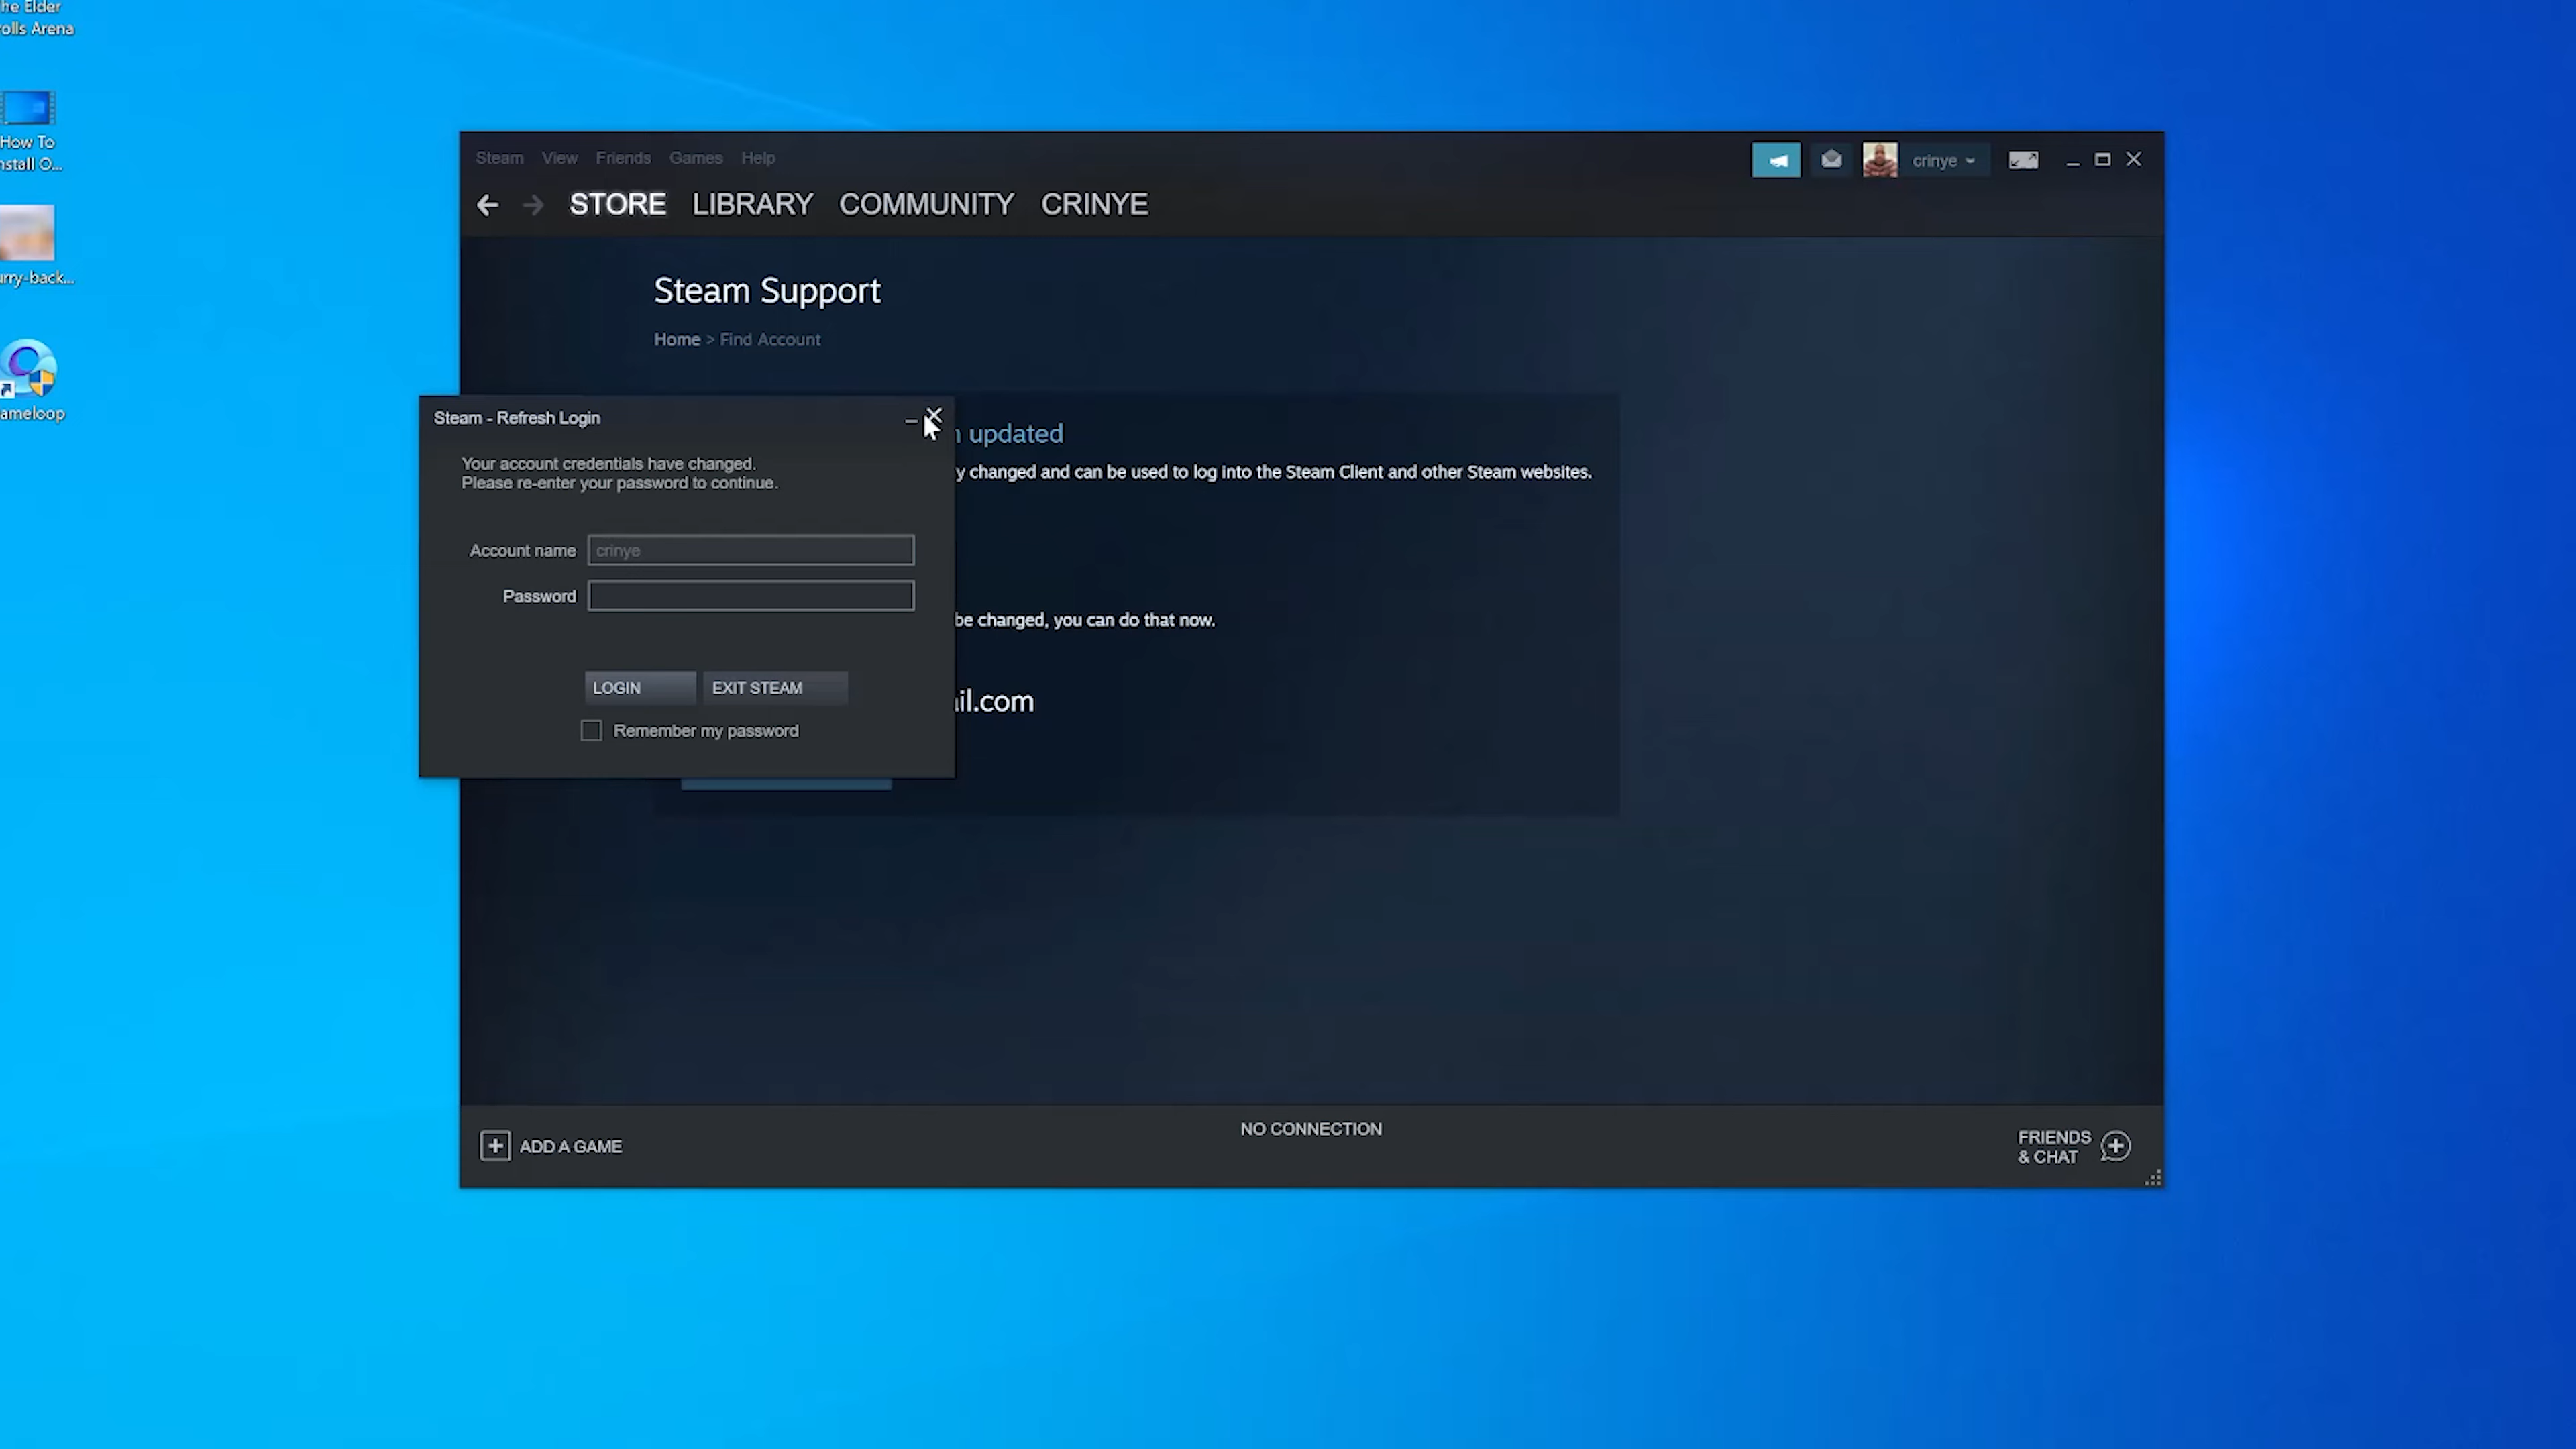 he Elder
olls Arena
How To
nstall O...
urry-back...
ameloop
Steam View Friends Games Help
crinye
STORE LIBRARY COMMUNITY CRINYE
Steam Support
Home > Find Account
Steam - Refresh Login
Your account credentials have changed.
Please re-enter your password to continue.
Account name crinye
Password
LOGIN EXIT STEAM
Remember my password
updated
y changed and can be used to log into the Steam Client and other Steam websites.
be changed, you can do that now.
il.com
NO CONNECTION
ADD A GAME
FRIENDS
& CHAT